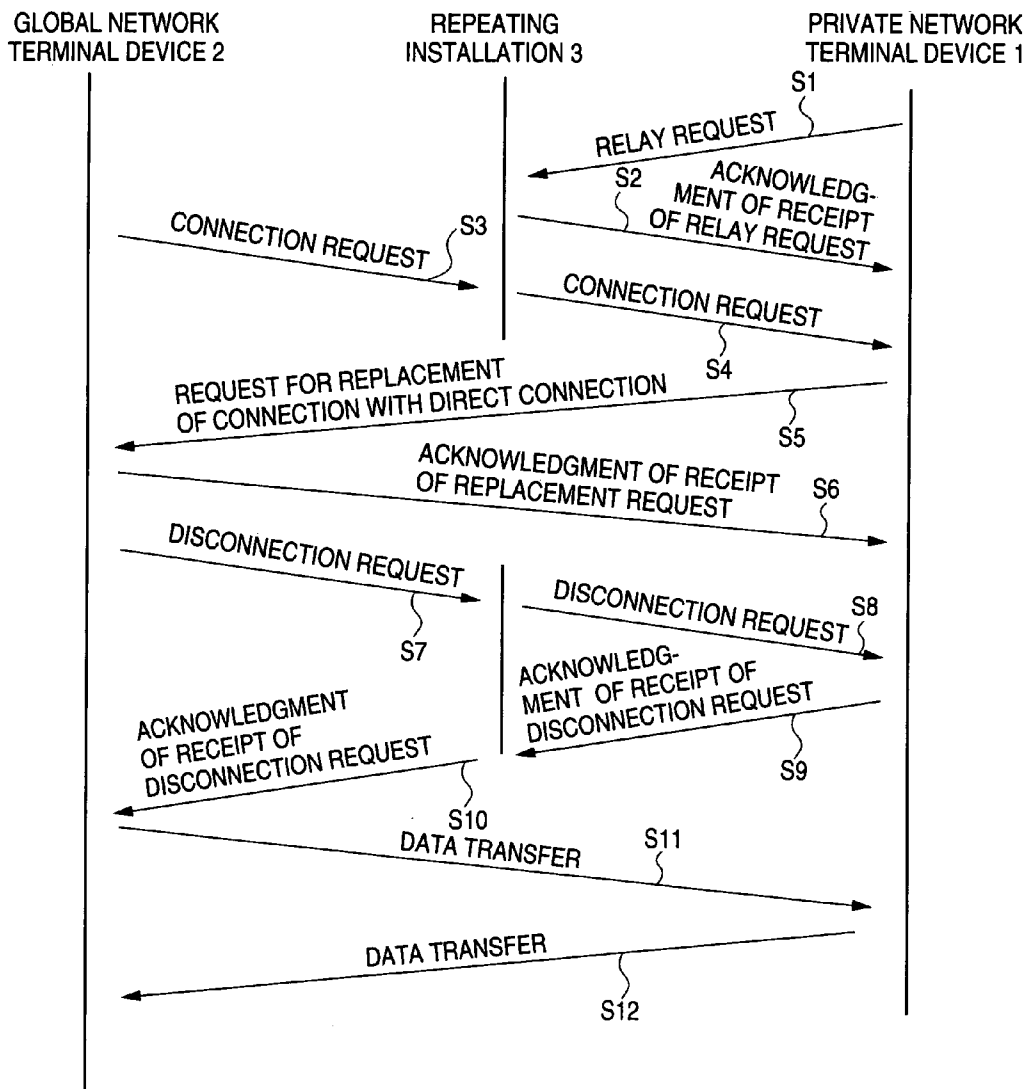 GLOBAL NETWORK
TERMINAL DEVICE 2
REPEATING
INSTALLATION 3
PRIVATE NETWORK
TERMINAL DEVICE 1
S1
RELAY REQUEST
S2
ACKNOWLEDG-
MENT OF RECEIPT
OF RELAY REQUEST
CONNECTION REQUEST
S3
CONNECTION REQUEST
S4
REQUEST FOR REPLACEMENT
OF CONNECTION WITH DIRECT CONNECTION
S5
ACKNOWLEDGMENT OF RECEIPT
OF REPLACEMENT REQUEST
S6
DISCONNECTION REQUEST
S7
DISCONNECTION REQUEST
S8
ACKNOWLEDG-
MENT OF RECEIPT OF
DISCONNECTION REQUEST
S9
ACKNOWLEDGMENT
OF RECEIPT OF
DISCONNECTION REQUEST
S10
DATA TRANSFER
S11
DATA TRANSFER
S12